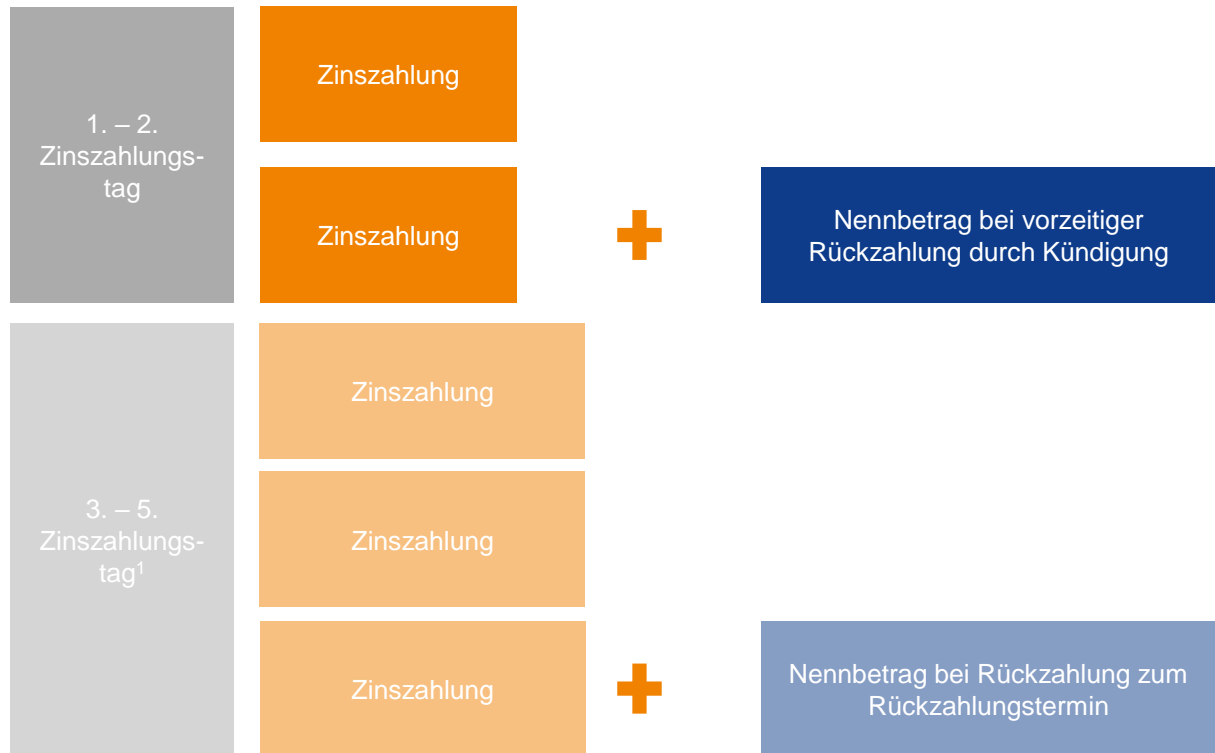 1. – 2.
Zinszahlungs-
tag
Zinszahlung
Zinszahlung
Nennbetrag bei vorzeitiger
Rückzahlung durch Kündigung
3. – 5.
Zinszahlungs-
tag¹
Zinszahlung
Zinszahlung
Zinszahlung
Nennbetrag bei Rückzahlung zum
Rückzahlungstermin